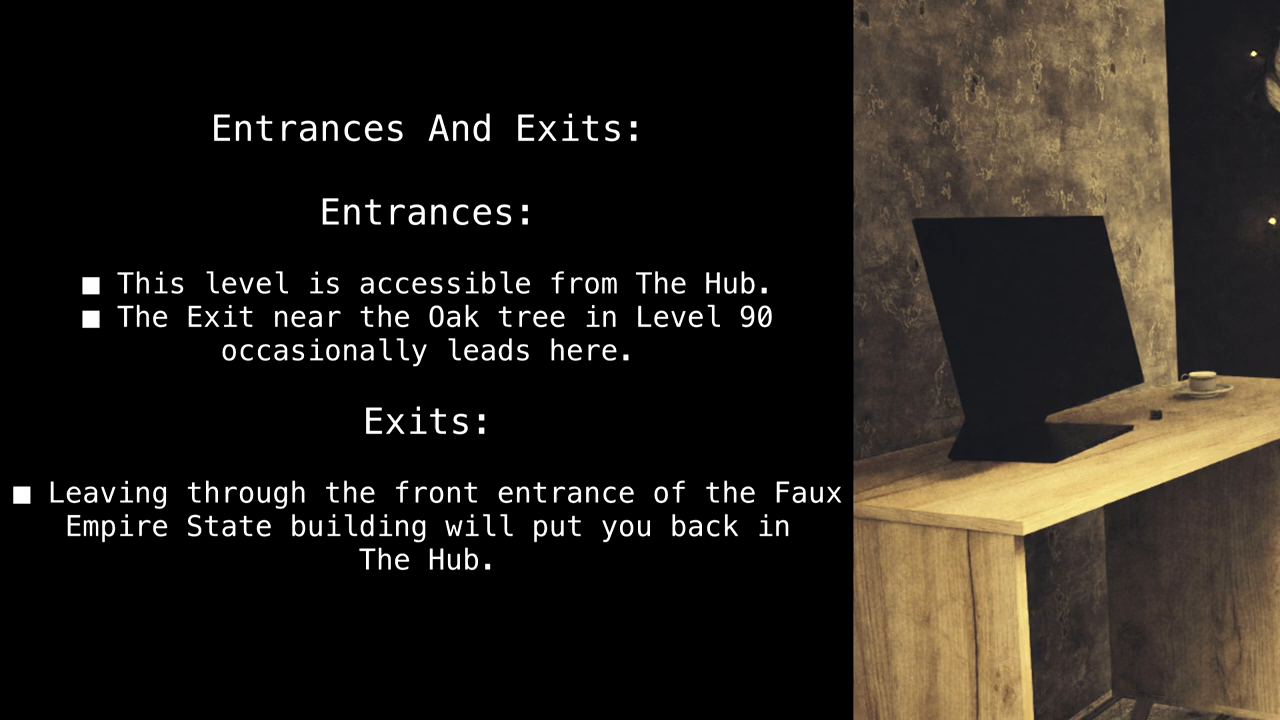 Entrances And Exits:
Entrances:
■ This level is accessible from The Hub.
■ The Exit near the Oak tree in Level 90
occasionally leads here.
Exits:
■ Leaving through the front entrance of the Faux
Empire State building will put you back in
The Hub.